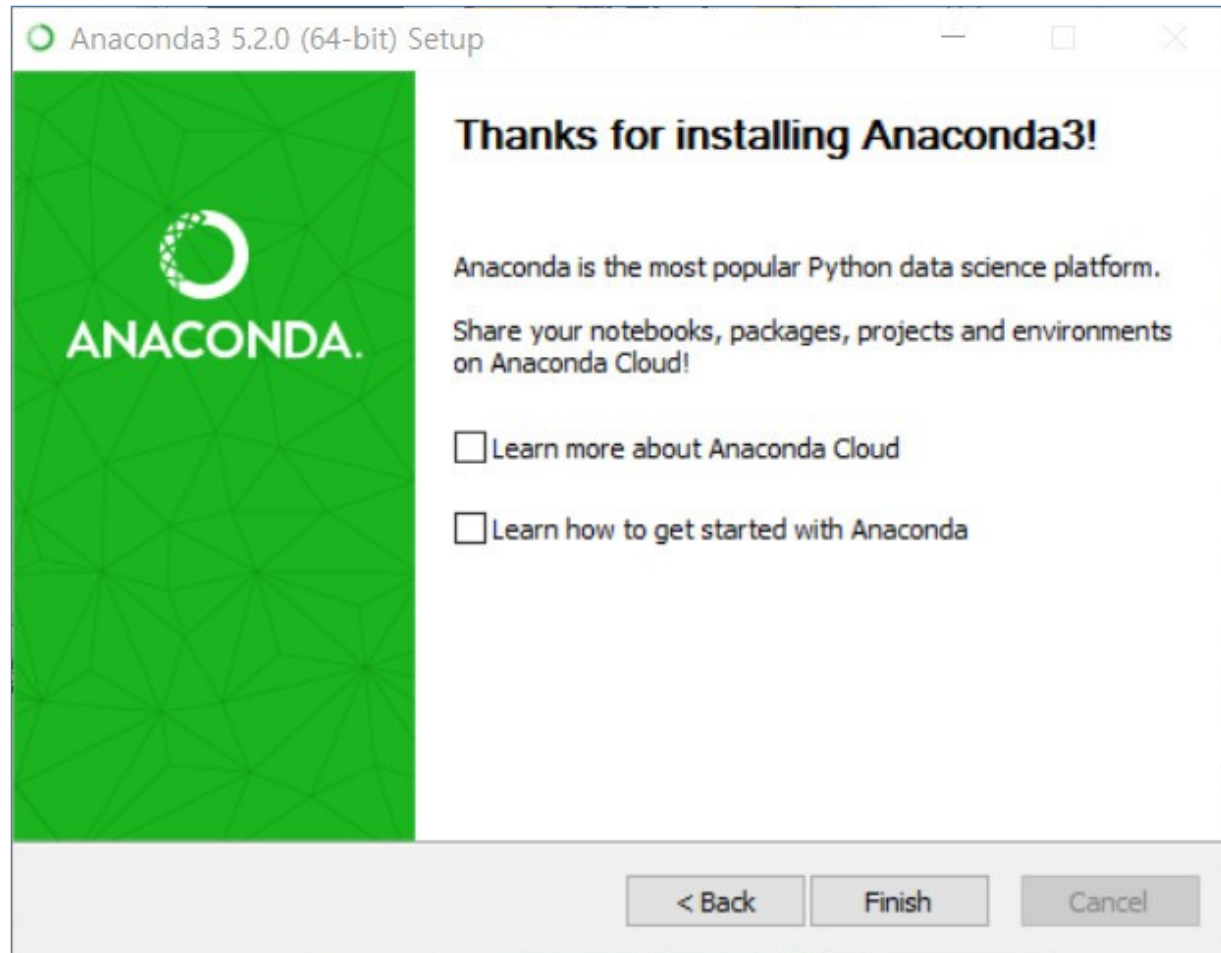 Anaconda3 5.2.0 (64-bit) Setup
ANACONDA.
Thanks for installing Anaconda3!
Anaconda is the most popular Python data science platform.
Share your notebooks, packages, projects and environments
on Anaconda Cloud!
Learn more about Anaconda Cloud
Learn how to get started with Anaconda
< Back
Finish
Cancel